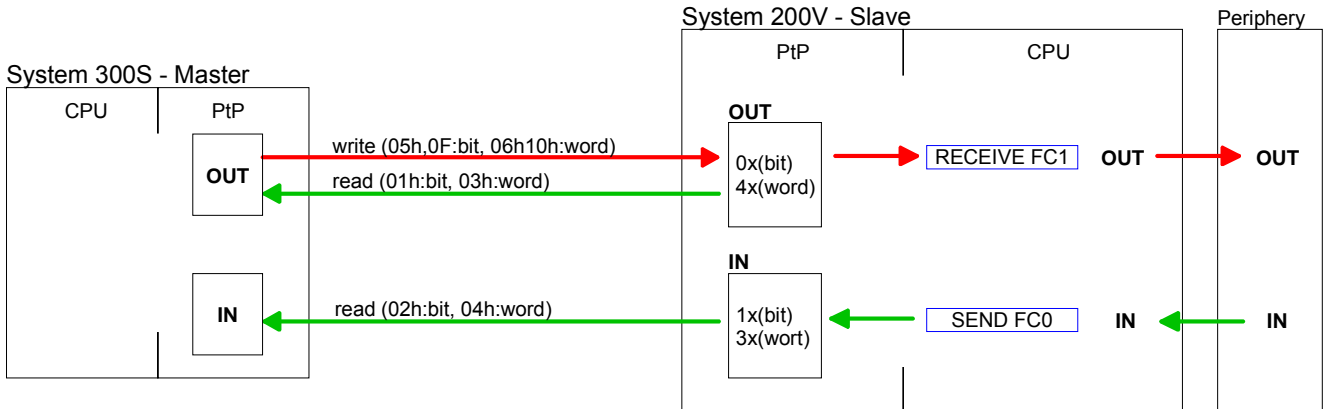 System 200V - Slave
Periphery
PtP
CPU
System 300S - Master
CPU
PtP
OUT
write (05h,0F:bit, 06h10h:word)
OUT
read (01h:bit, 03h:word)
0x(bit)
4x(word)
RECEIVE FC1
OUT
OUT
IN
IN
read (02h:bit, 04h:word)
1x(bit)
3x(wort)
SEND FC0
IN
IN